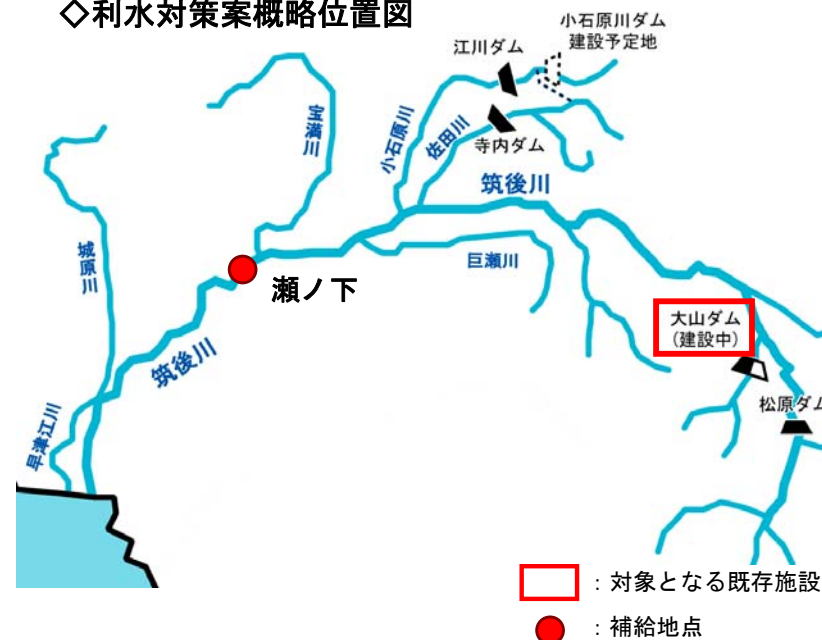 ◇利水対策案概略位置図
小石原川ダム
建設予定地
江川ダム
宝満川
小石原川
佐田川
寺内ダム
筑後川
城原川
巨瀬川
瀬ノ下
大山ダム
(建設中)
筑後川
松原ダム
早津江川
:対象となる既存施設
:補給地点